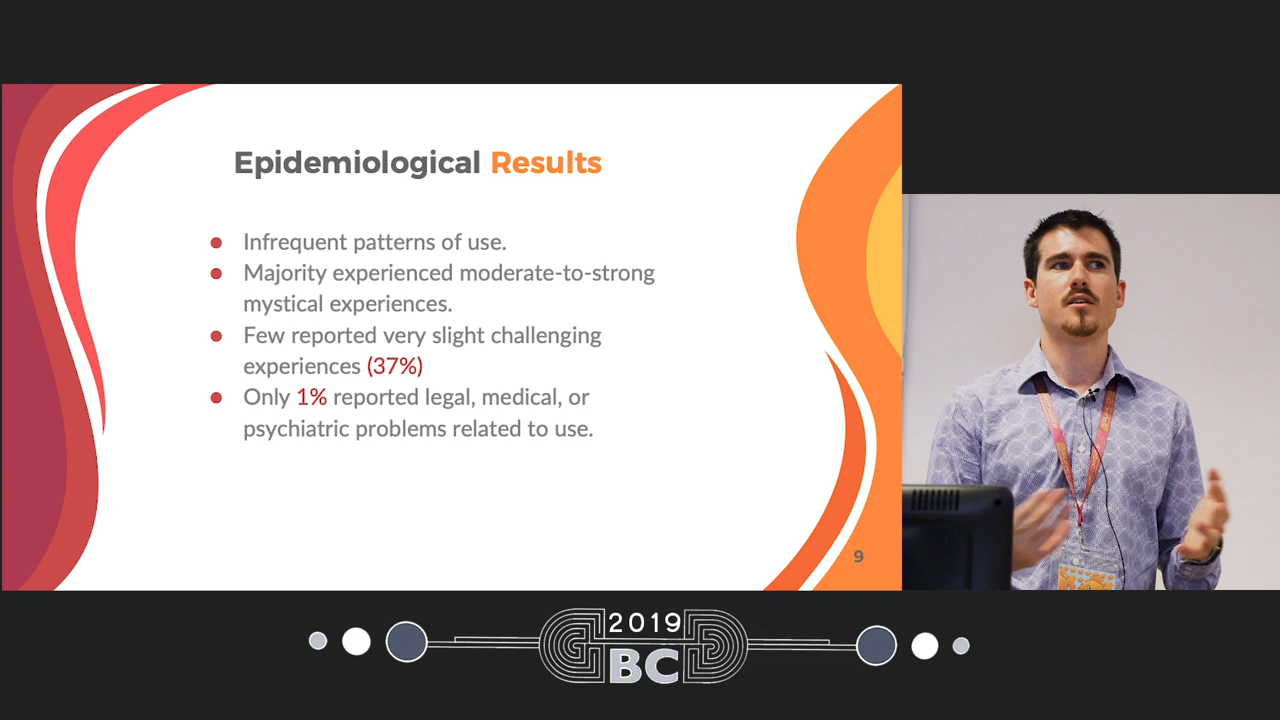 Epidemiological Results
● Infrequent patterns of use.
● Majority experienced moderate-to-strong
mystical experiences.
● Few reported very slight challenging
experiences (37%)
● Only 1% reported legal, medical, or
psychiatric problems related to use.
9
2019
BC